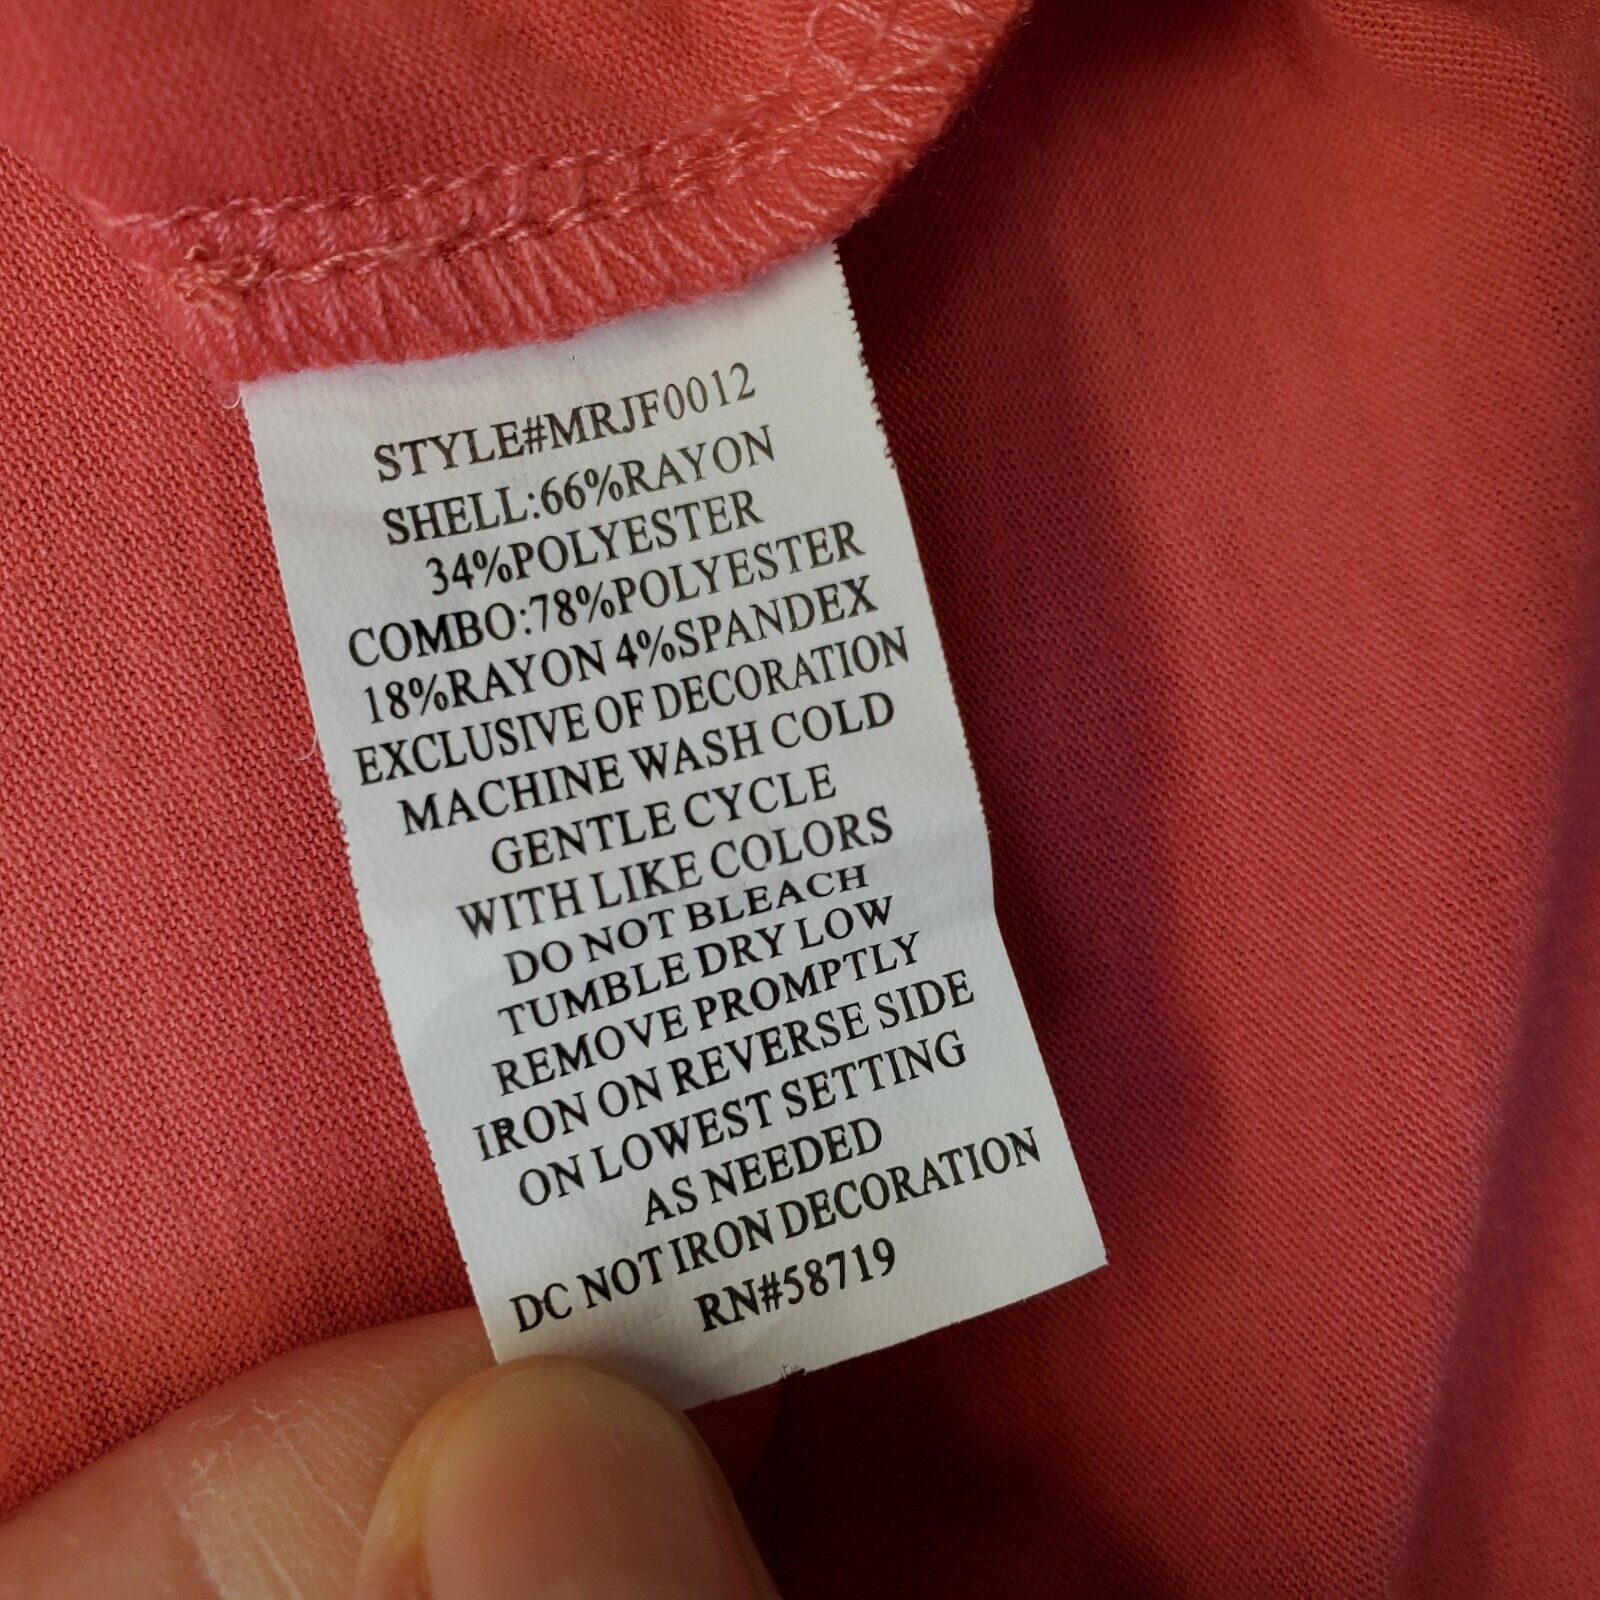 STYLE#MRJF0012
SHELL:66%RAYON
34%POLYESTER
COMBO:78%POLYESTER
18%RAYON 4%SPANDEX
EXCLUSIVE OF DECORATION
MACHINE WASH COLD
GENTLE CYCLE
WITH LIKE COLORS
DO NOT BLEACH
TUMBLE DRY LOW
REMOVE PROMPTLY
IRON ON REVERSE SIDE
ON LOWEST SETTING
AS NEEDED
DC NOT IRON DECORATION
RN#58719